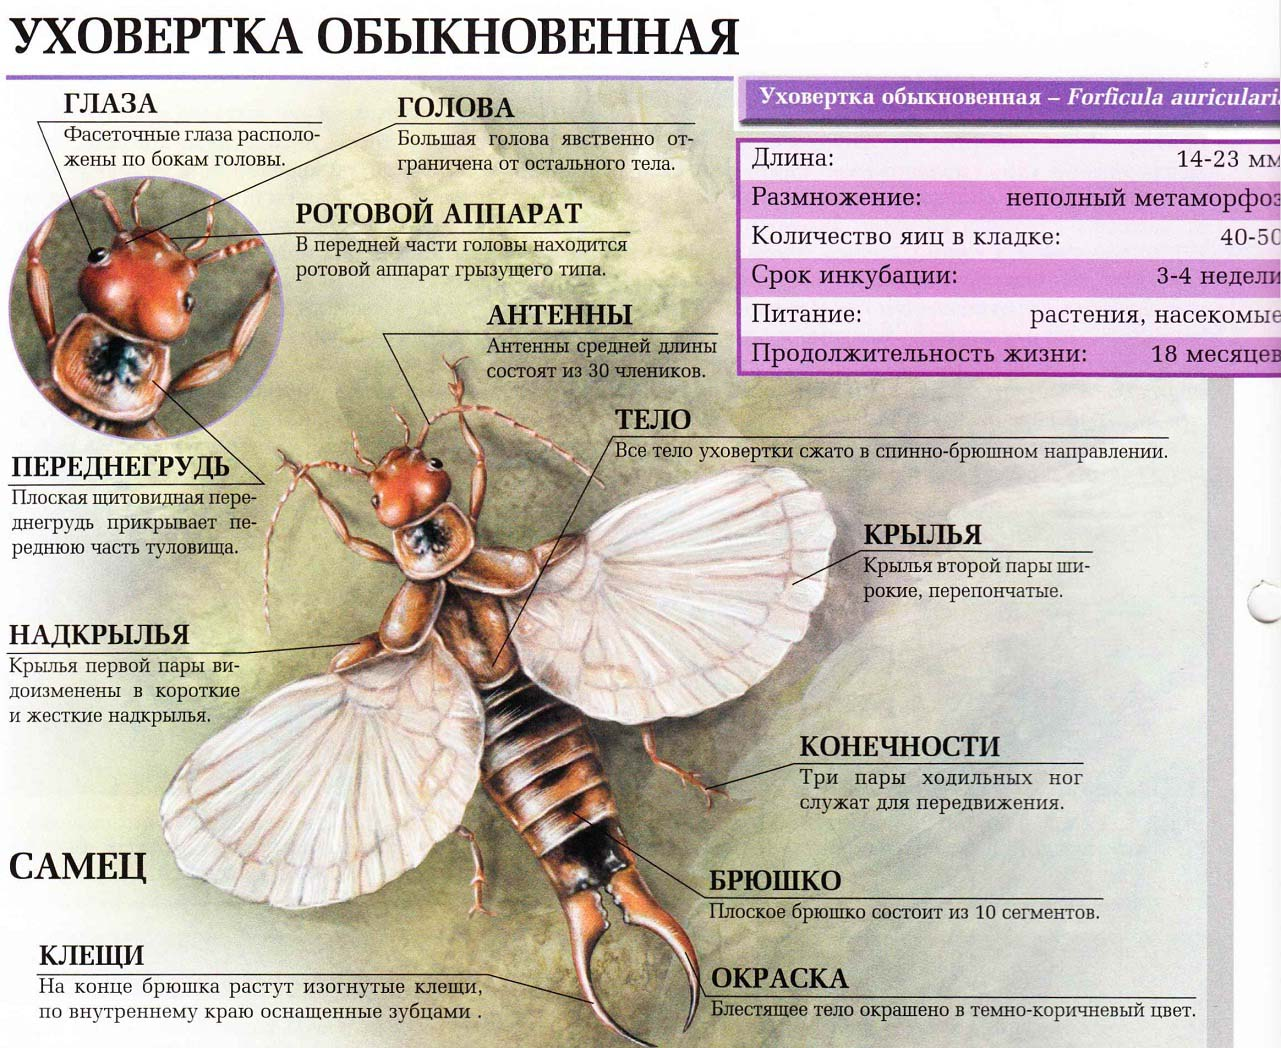 УХОВЕРТКА ОБЫКНОВЕННАЯ
Уховертка обыкновенная – Forficula auricularia
Длина: 14-23 мм
Размножение: неполный метаморфоз
Количество яиц в кладке: 40-50
Срок инкубации: 3-4 недели
Питание: растения, насекомые
Продолжительность жизни: 18 месяцев
ГЛАЗА
Фасеточные глаза располо-
жены по бокам головы.
ГОЛОВА
Большая голова явственно от-
граничена от остального тела.
РОТОВОЙ АППАРАТ
В передней части головы находится
ротовой аппарат грызущего типа.
АНТЕННЫ
Антенны средней длины
состоят из 30 члеников.
ТЕЛО
Все тело уховертки сжато в спинно-брюшном направлении.
ПЕРЕДНЕГРУДЬ
Плоская щитовидная пере-
днегрудь прикрывает пе-
реднюю часть туловища.
КРЫЛЬЯ
Крылья второй пары ши-
рокие, перепончатые.
НАДКРЫЛЬЯ
Крылья первой пары ви-
доизменены в короткие
и жесткие надкрылья.
КОНЕЧНОСТИ
Три пары ходильных ног
служат для передвижения.
САМЕЦ
БРЮШКО
Плоское брюшко состоит из 10 сегментов.
КЛЕЩИ
На конце брюшка растут изогнутые клещи,
по внутреннему краю оснащенные зубцами .
ОКРАСКА
Блестящее тело окрашено в темно-коричневый цвет.